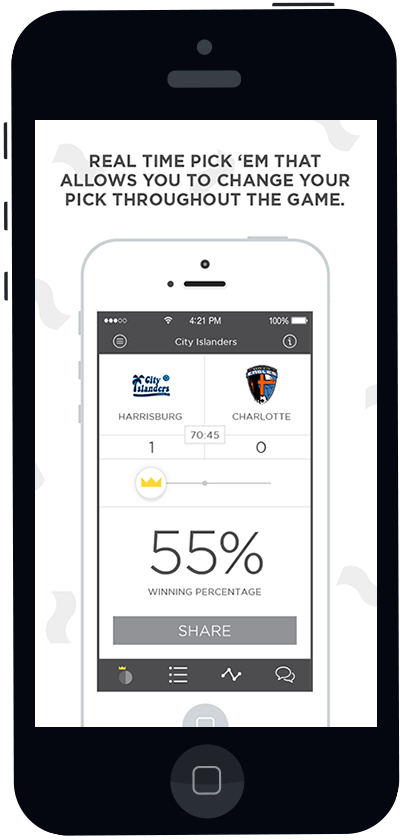 REAL TIME PICK ‘EM THAT
ALLOWS YOU TO CHANGE YOUR
PICK THROUGHOUT THE GAME.
4:21 PM 100%
City Islanders
City
Islanders
EAGLES
HARRISBURG CHARLOTTE
70:45
1 0
55%
WINNING PERCENTAGE
SHARE